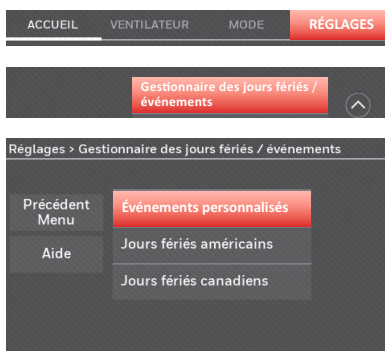 ACCUEIL VENTILATEUR MODE RÉGLAGES
Gestionnaire des jours fériés /
événements
Réglages > Gestionnaire des jours fériés / événements
Précédent
Menu
Aide
Événements personnalisés
Jours fériés américains
Jours fériés canadiens